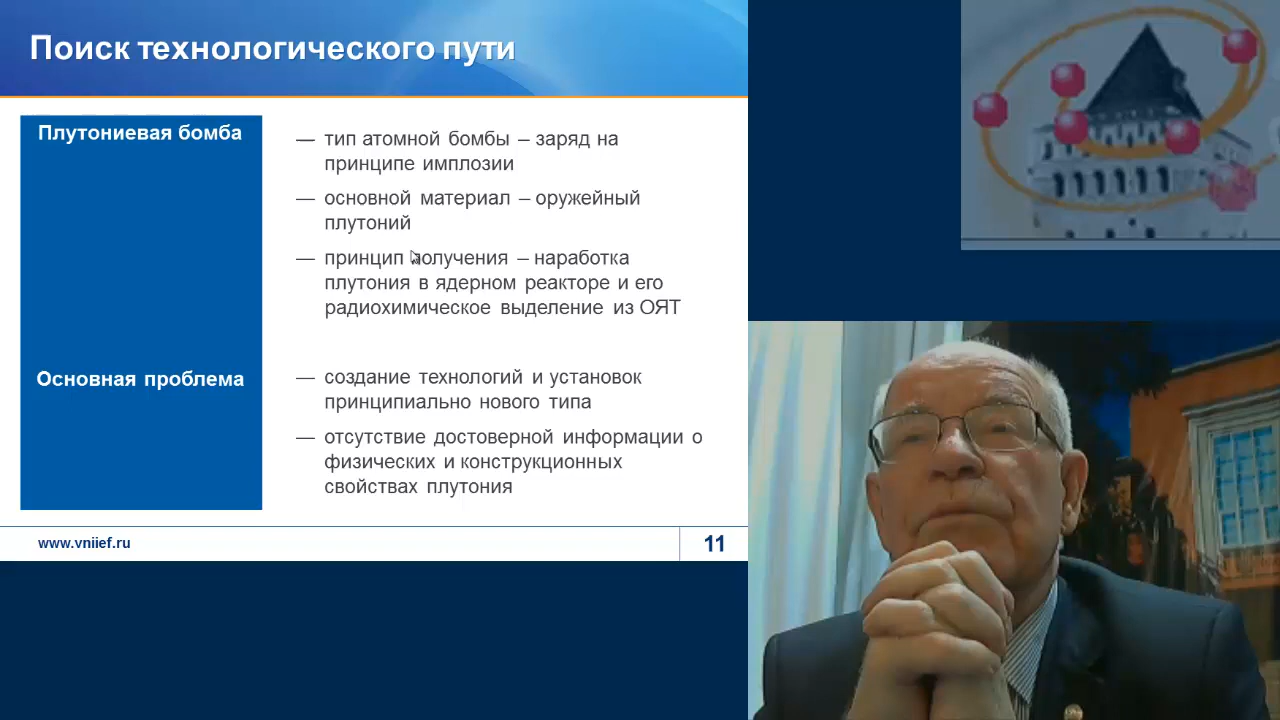 Поиск технологического пути
Плутониевая бомба
— тип атомной бомбы – заряд на
принципе имплозии
— основной материал – оружейный
плутоний
— принцип получения – наработка
плутония в ядерном реакторе и его
радиохимическое выделение из ОЯТ
Основная проблема
— создание технологий и установок
принципиально нового типа
— отсутствие достоверной информации о
физических и конструкционных
свойствах плутония
www.vniief.ru
11